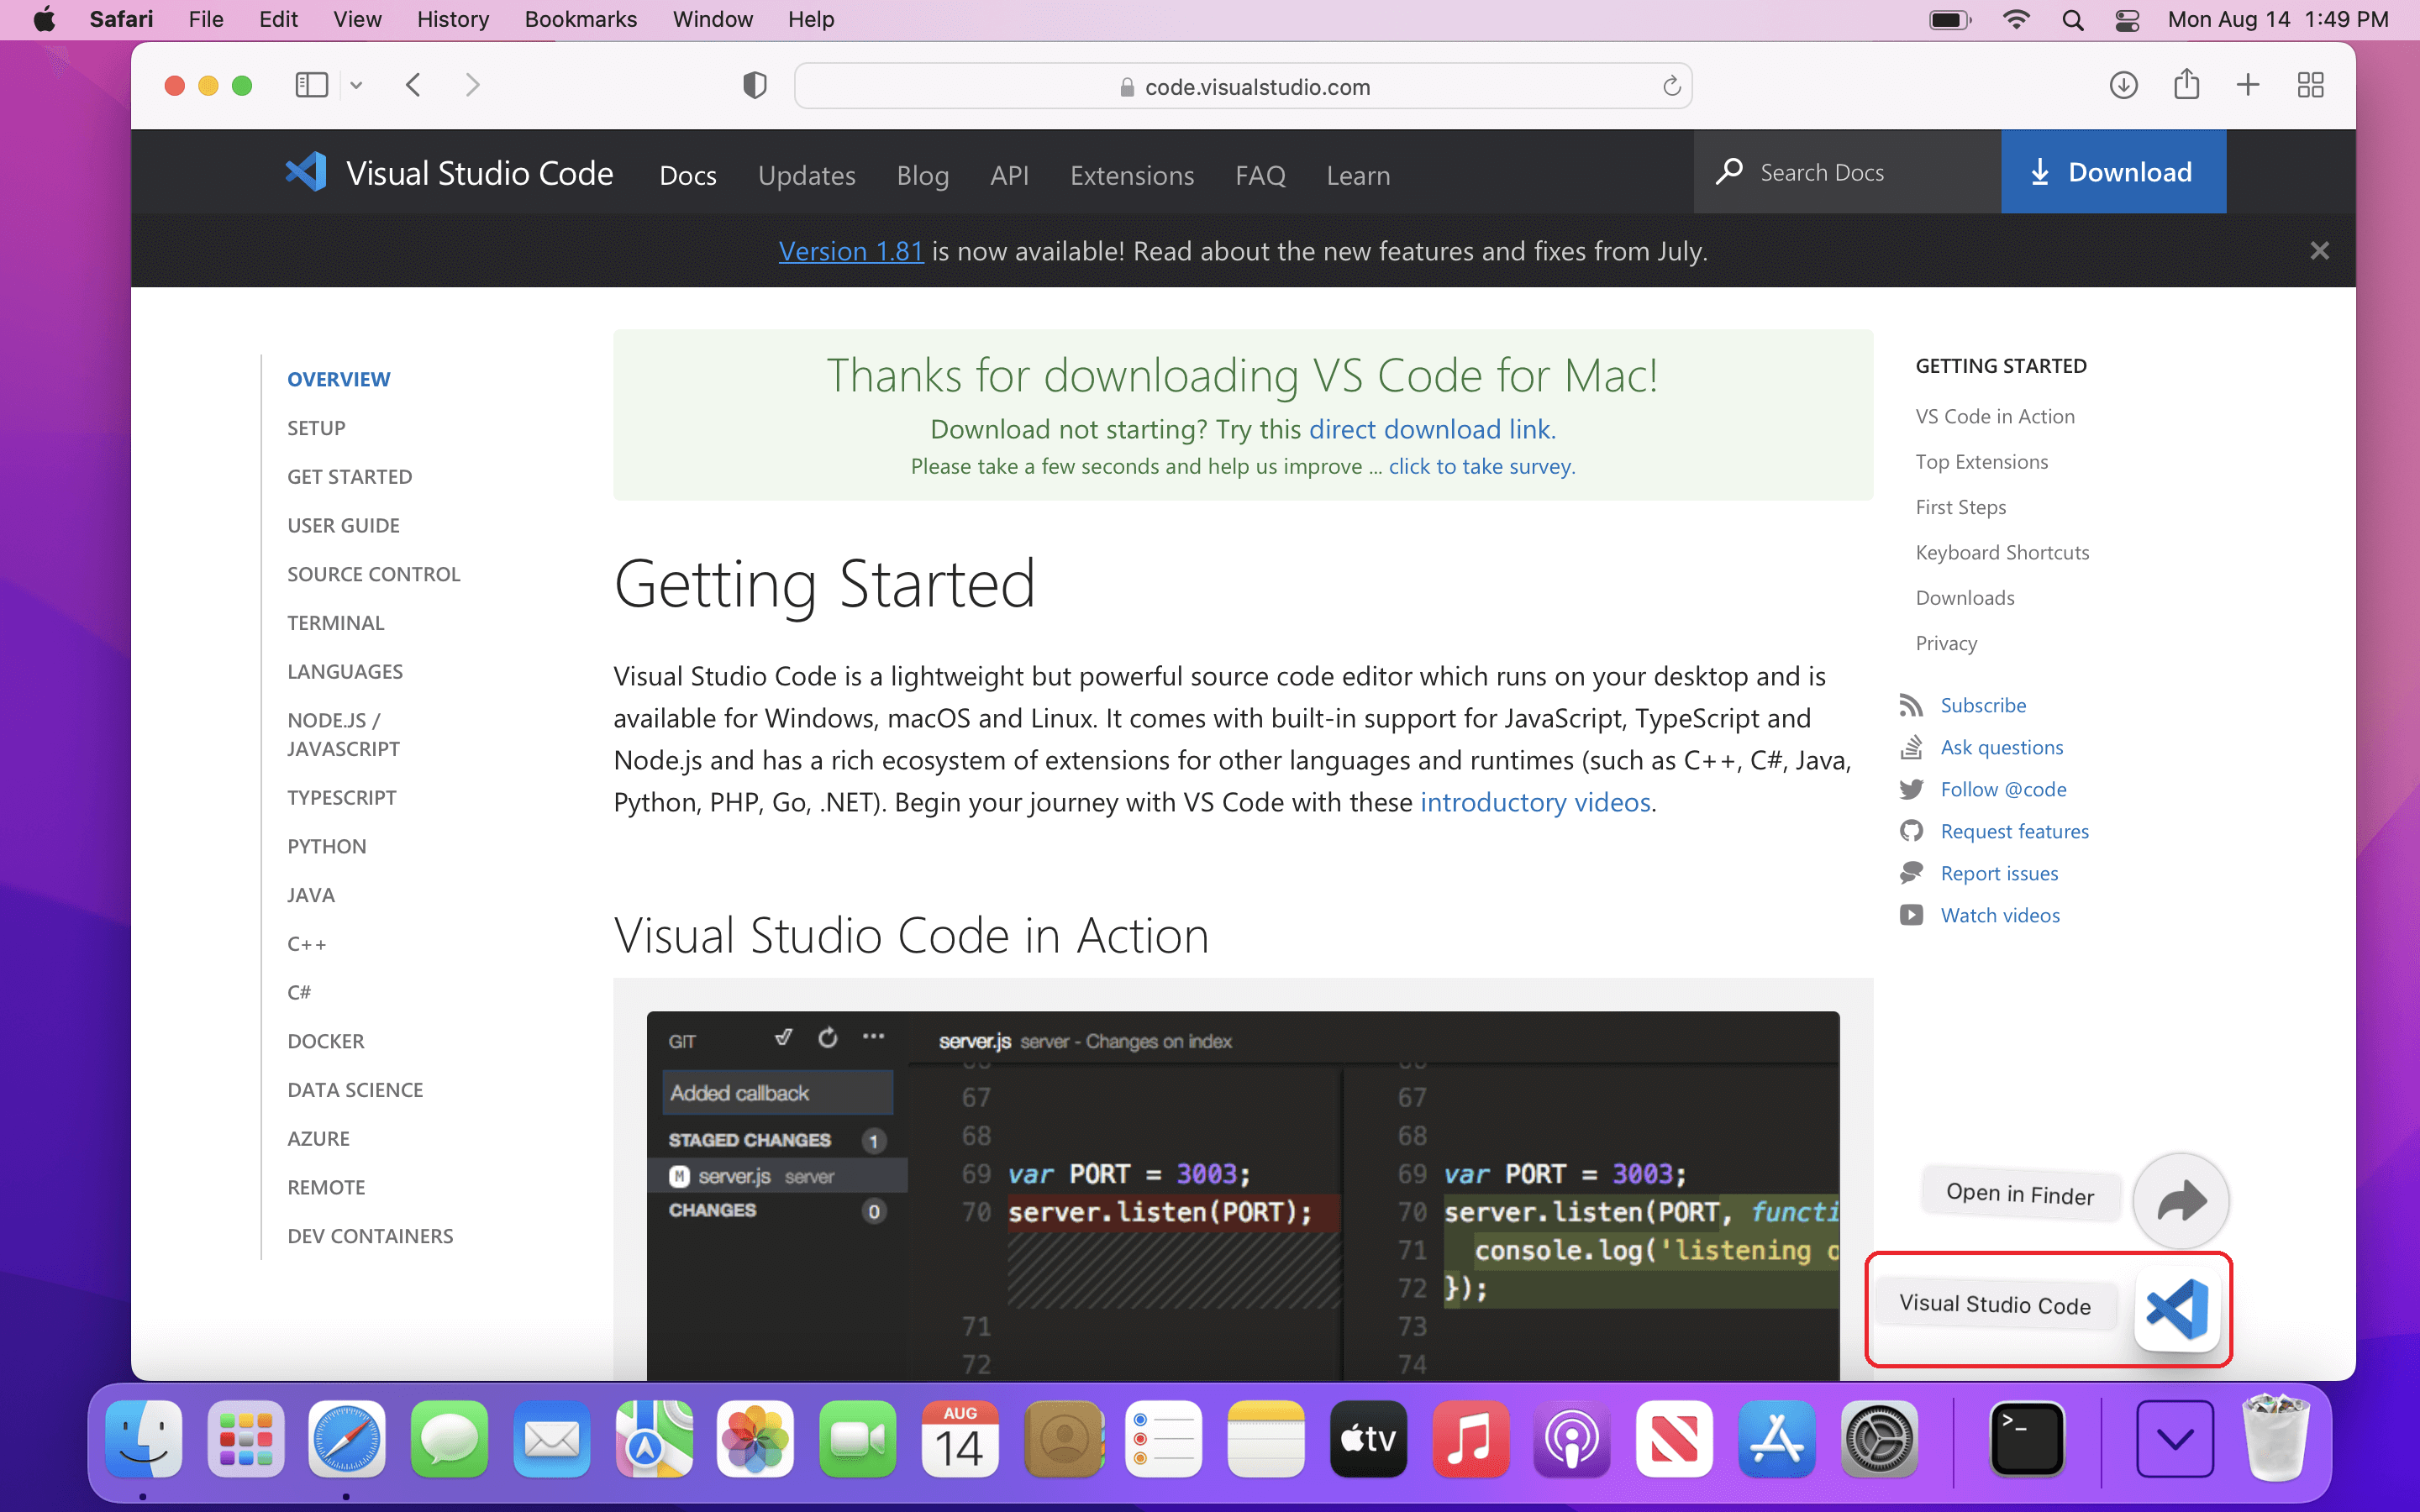 Safari File Edit View History Bookmarks Window Help
Mon Aug 14 1:49 PM
code.visualstudio.com
Visual Studio Code Docs Updates Blog API Extensions FAQ Learn
Search Docs
Download
Version 1.81 is now available! Read about the new features and fixes from July.
OVERVIEW
SETUP
GET STARTED
USER GUIDE
SOURCE CONTROL
TERMINAL
LANGUAGES
NODE.JS /
JAVASCRIPT
TYPESCRIPT
PYTHON
JAVA
C++
C#
DOCKER
DATA SCIENCE
AZURE
REMOTE
DEV CONTAINERS
Thanks for downloading VS Code for Mac!
Download not starting? Try this direct download link.
Please take a few seconds and help us improve ... click to take survey.
Getting Started
Visual Studio Code is a lightweight but powerful source code editor which runs on your desktop and is
available for Windows, macOS and Linux. It comes with built-in support for JavaScript, TypeScript and
Node.js and has a rich ecosystem of extensions for other languages and runtimes (such as C++, C#, Java,
Python, PHP, Go, .NET). Begin your journey with VS Code with these introductory videos.
Visual Studio Code in Action
GIT
Added callback
STAGED CHANGES 1
M server.js server
CHANGES 0
server.js server - Changes on index
67
68
69 var PORT = 3003;
70 server.listen(PORT);
71
72
67
68
69 var PORT = 3003;
70 server.listen(PORT, functi
71 console.log('listening o
72 });
73
74
GETTING STARTED
VS Code in Action
Top Extensions
First Steps
Keyboard Shortcuts
Downloads
Privacy
Subscribe
Ask questions
Follow @code
Request features
Report issues
Watch videos
Open in Finder
Visual Studio Code
AUG
14
tv
>_